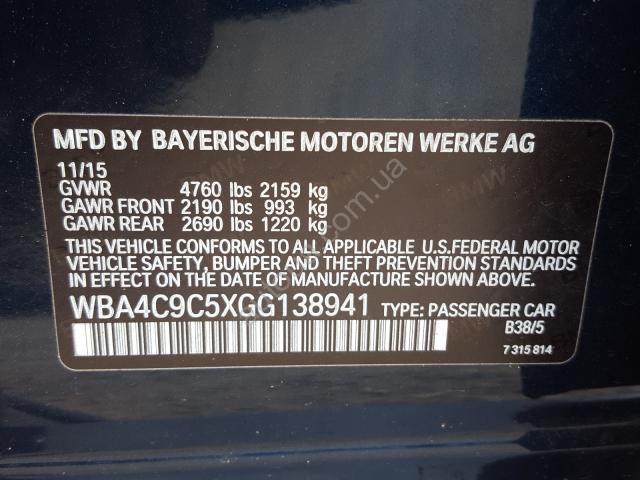 MFD BY BAYERISCHE MOTOREN WERKE AG
11/15
GVWR 4760 lbs 2159 kg
GAWR FRONT 2190 lbs 993 kg
GAWR REAR 2690 lbs 1220 kg
THIS VEHICLE CONFORMS TO ALL APPLICABLE U.S.FEDERAL MOTOR
VEHICLE SAFETY, BUMPER AND THEFT PREVENTION STANDARDS IN
EFFECT ON THE DATE OF MANUFACTURE SHOWN ABOVE.
WBA4C9C5XGG138941 TYPE: PASSENGER CAR
B38/5
7 315 814